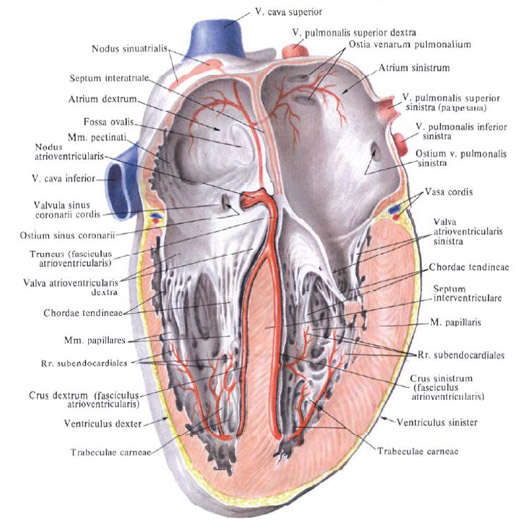 V. cava superior
Nodus sinuatrialis
Septum interatriale
Atrium dextrum
Fossa ovalis
Mm. pectinati
Nodus
atrioventricularis
V. cava inferior
Valvula sinus
coronarii cordis
Ostium sinus coronarii
Truncus (fasciculus
atrioventricularis)
Valva atrioventricularis
dextra
Chordae tendineae
Mm. papillares
Rr. subendocardiales
Crus dextrum (fasciculus
atrioventricularis)
Ventriculus dexter
Trabeculae carneae
V. pulmonalis superior dextra
Ostia venarum pulmonalium
Atrium sinistrum
V. pulmonalis superior
sinistra (разрезана)
V. pulmonalis inferior
sinistra
Ostium v. pulmonalis
sinistra
Vasa cordis
Valva
atrioventricularis
sinistra
Chordae tendineae
Septum
interventriculare
M. papillaris
Rr. subendocardiales
Crus sinistrum
(fasciculus
atrioventricularis)
Ventriculus sinister
Trabeculae carneae